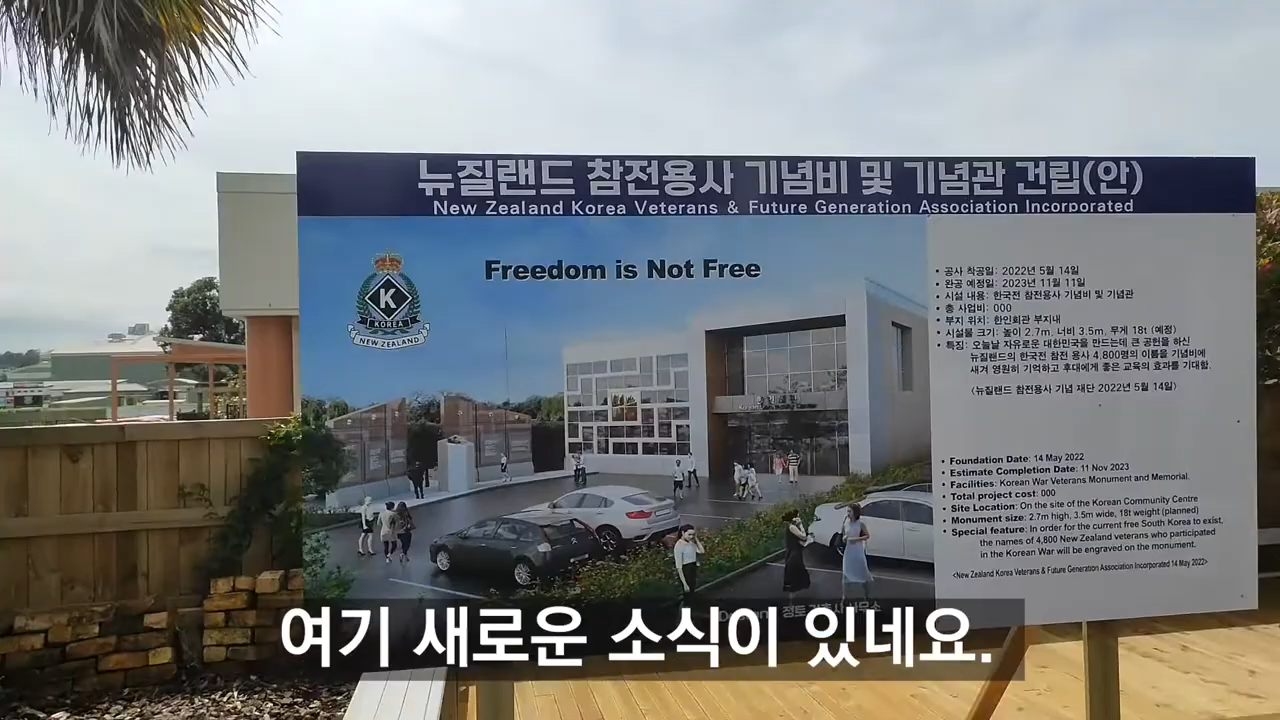 뉴질랜드 참전용사 기념비 및 기념관 건립(안)
New Zealand Korea Veterans & Future Generation Association Incorporated
Freedom is Not Free
K
KOREA
NEW ZEALAND
• 공사 착공일: 2022년 5월 14일
• 완공 예정일: 2023년 11월 11일
• 시설 내용: 한국전 참전용사 기념비 및 기념관
• 총 사업비: 000
• 부지 위치: 한인회관 부지내
• 시설물 크기: 높이 2.7m, 너비 3.5m, 무게 18t (예정)
• 특징: 오늘날 자유로운 대한민국을 만드는데 큰 공헌을 하신
뉴질랜드의 한국전 참전 용사 4,800명의 이름을 기념비에
새겨 영원히 기억하고 후대에게 좋은 교육의 효과를 기대함.
<뉴질랜드 참전용사 기념 재단 2022년 5월 14일>
• Foundation Date: 14 May 2022
• Estimate Completion Date: 11 Nov 2023
• Facilities: Korean War Veterans Monument and Memorial.
• Total project cost: 000
• Site Location: On the site of the Korean Community Centre
• Monument size: 2.7m high, 3.5m wide, 18t weight (planned)
• Special feature: In order for the current free South Korea to exist,
the names of 4,800 New Zealand veterans who participated
in the Korean War will be engraved on the monument.
<New Zealand Korea Veterans & Future Generation Association Incorporated 14 May 2022>
여기 새로운 소식이 있네요.